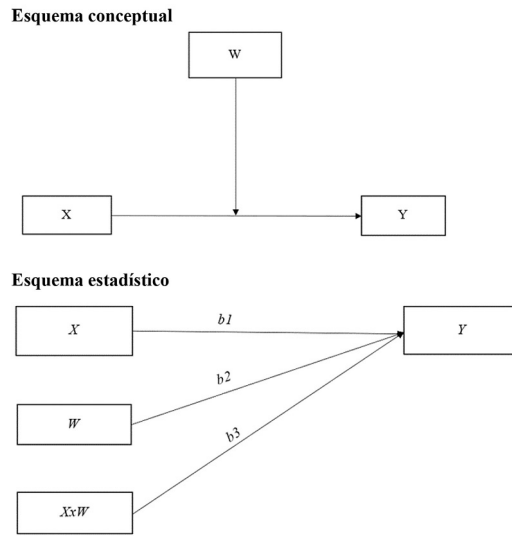 Esquema conceptual
W
X
Y
Esquema estadístico
X
b1
Y
b2
W
b3
XxW